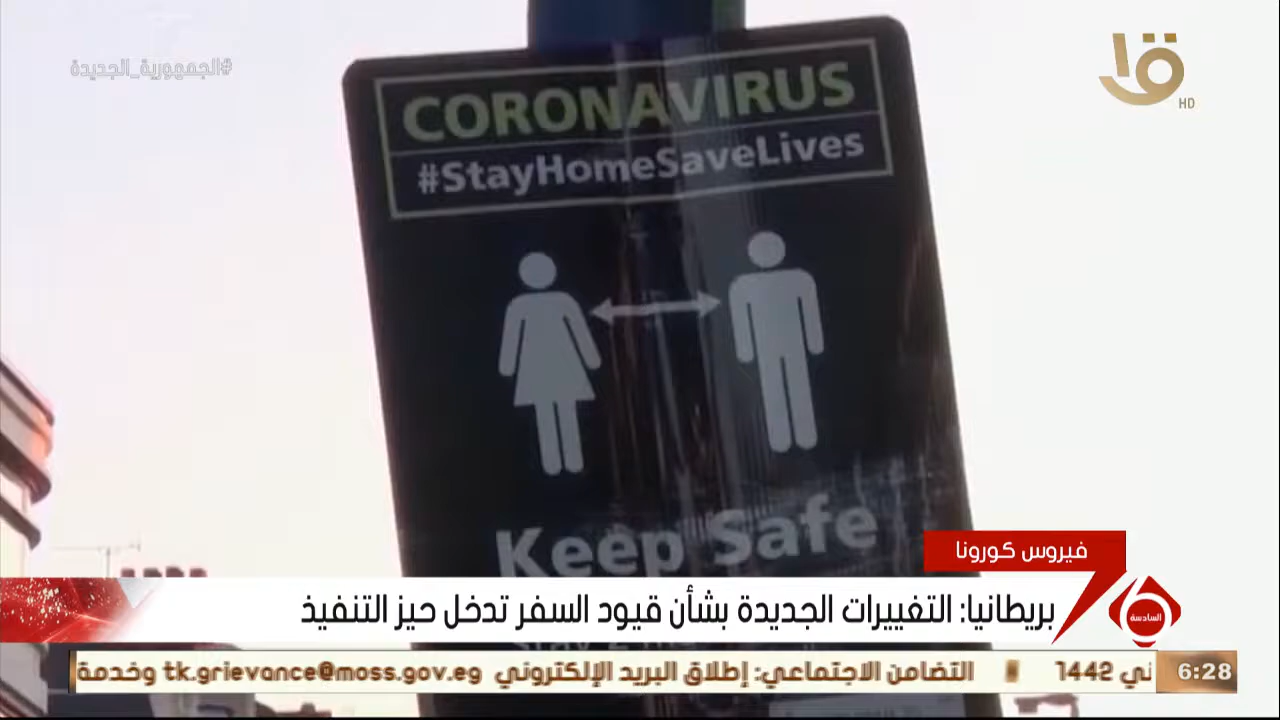 #الجمهورية_الجديدة
HD
CORONAVIRUS
#StayHomeSaveLives
Keep Safe
فيروس كورونا
السادسة
بريطانيا: التغييرات الجديدة بشأن قيود السفر تدخل حيز التنفيذ
6:28
1442 التضامن الاجتماعي: إطلاق البريد الإلكتروني tk.grievance@moss.gov.eg وخدمة